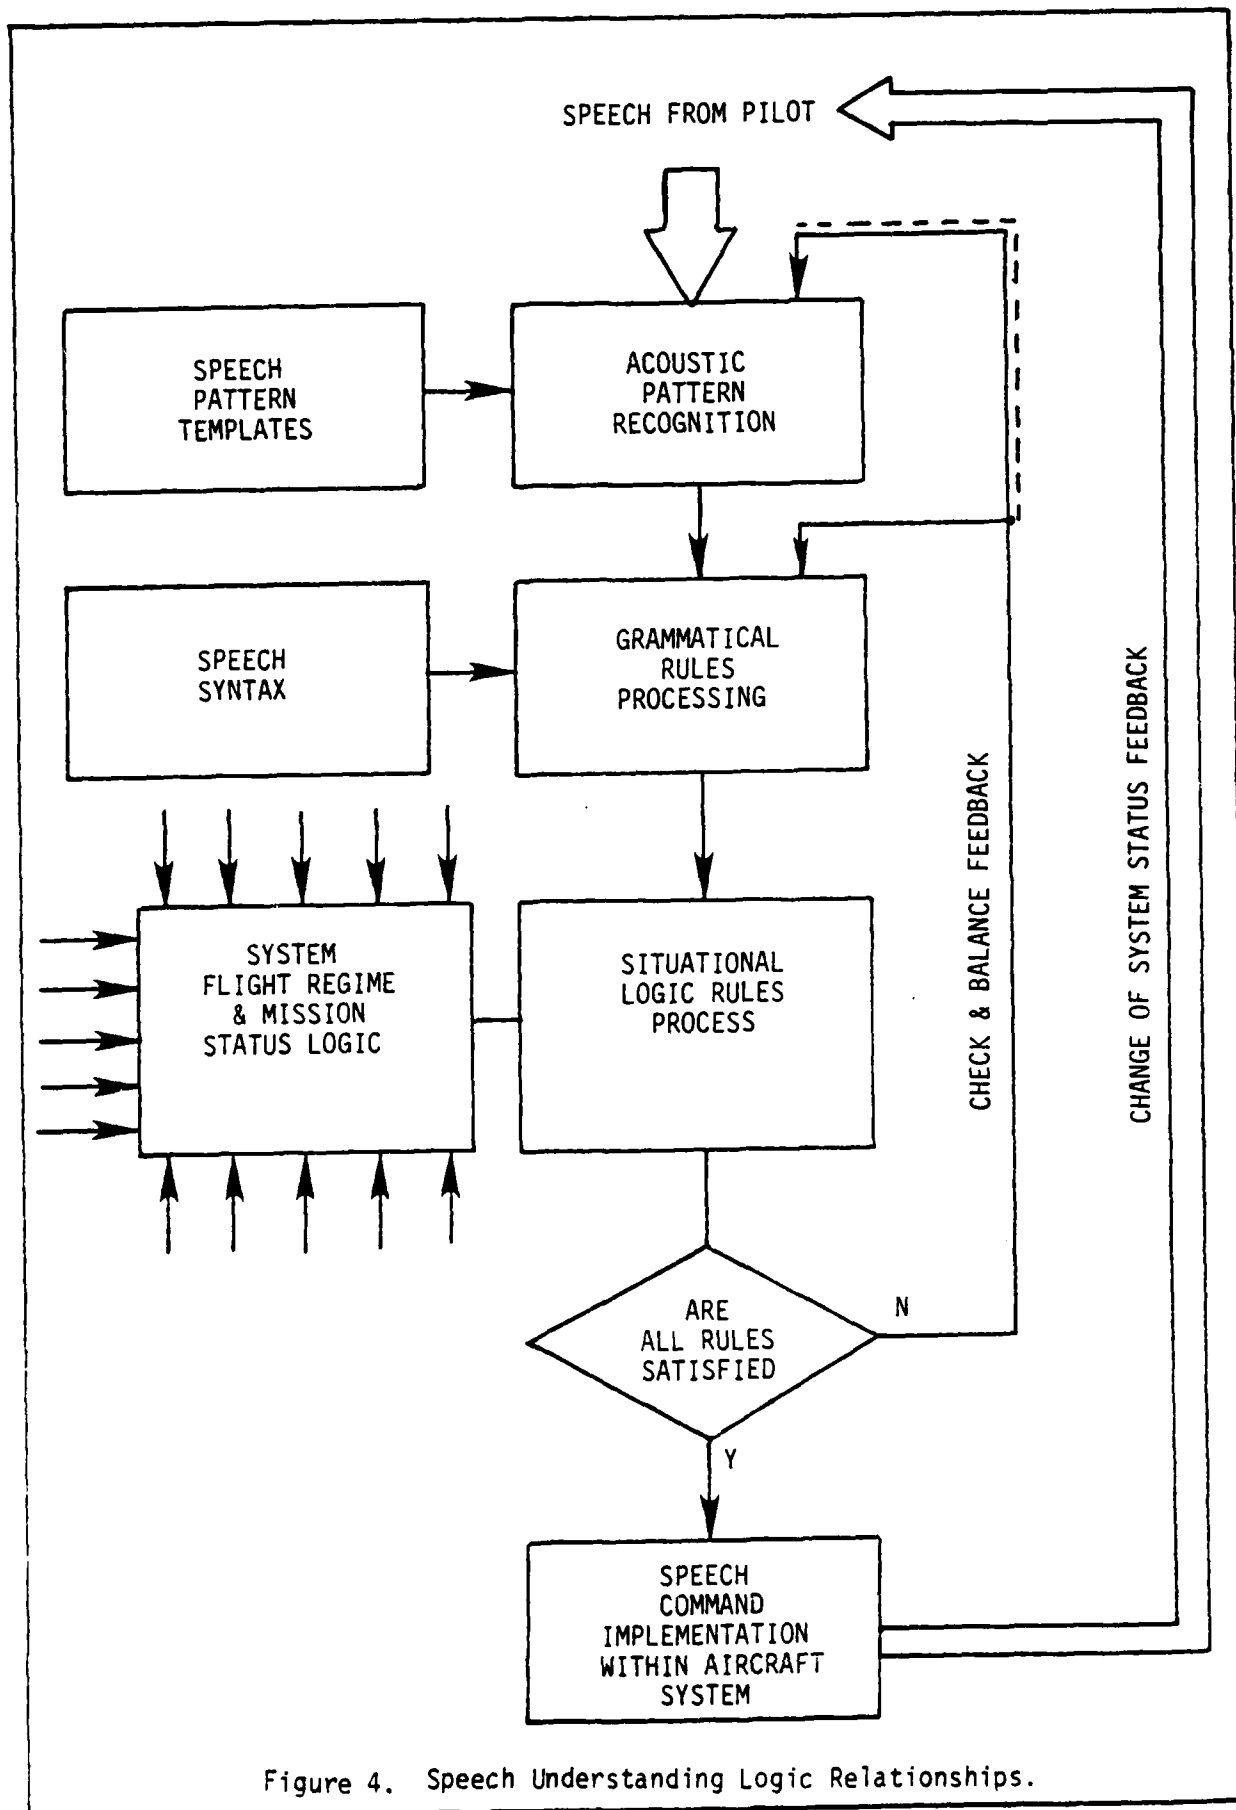 SPEECH FROM PILOT
SPEECH
PATTERN
TEMPLATES
ACOUSTIC
PATTERN
RECOGNITION
SPEECH
SYNTAX
GRAMMATICAL
RULES
PROCESSING
SYSTEM
FLIGHT REGIME
& MISSION
STATUS LOGIC
SITUATIONAL
LOGIC RULES
PROCESS
CHECK & BALANCE FEEDBACK
CHANGE OF SYSTEM STATUS FEEDBACK
ARE
ALL RULES
SATISFIED
N
Y
SPEECH
COMMAND
IMPLEMENTATION
WITHIN AIRCRAFT
SYSTEM
Figure 4. Speech Understanding Logic Relationships.